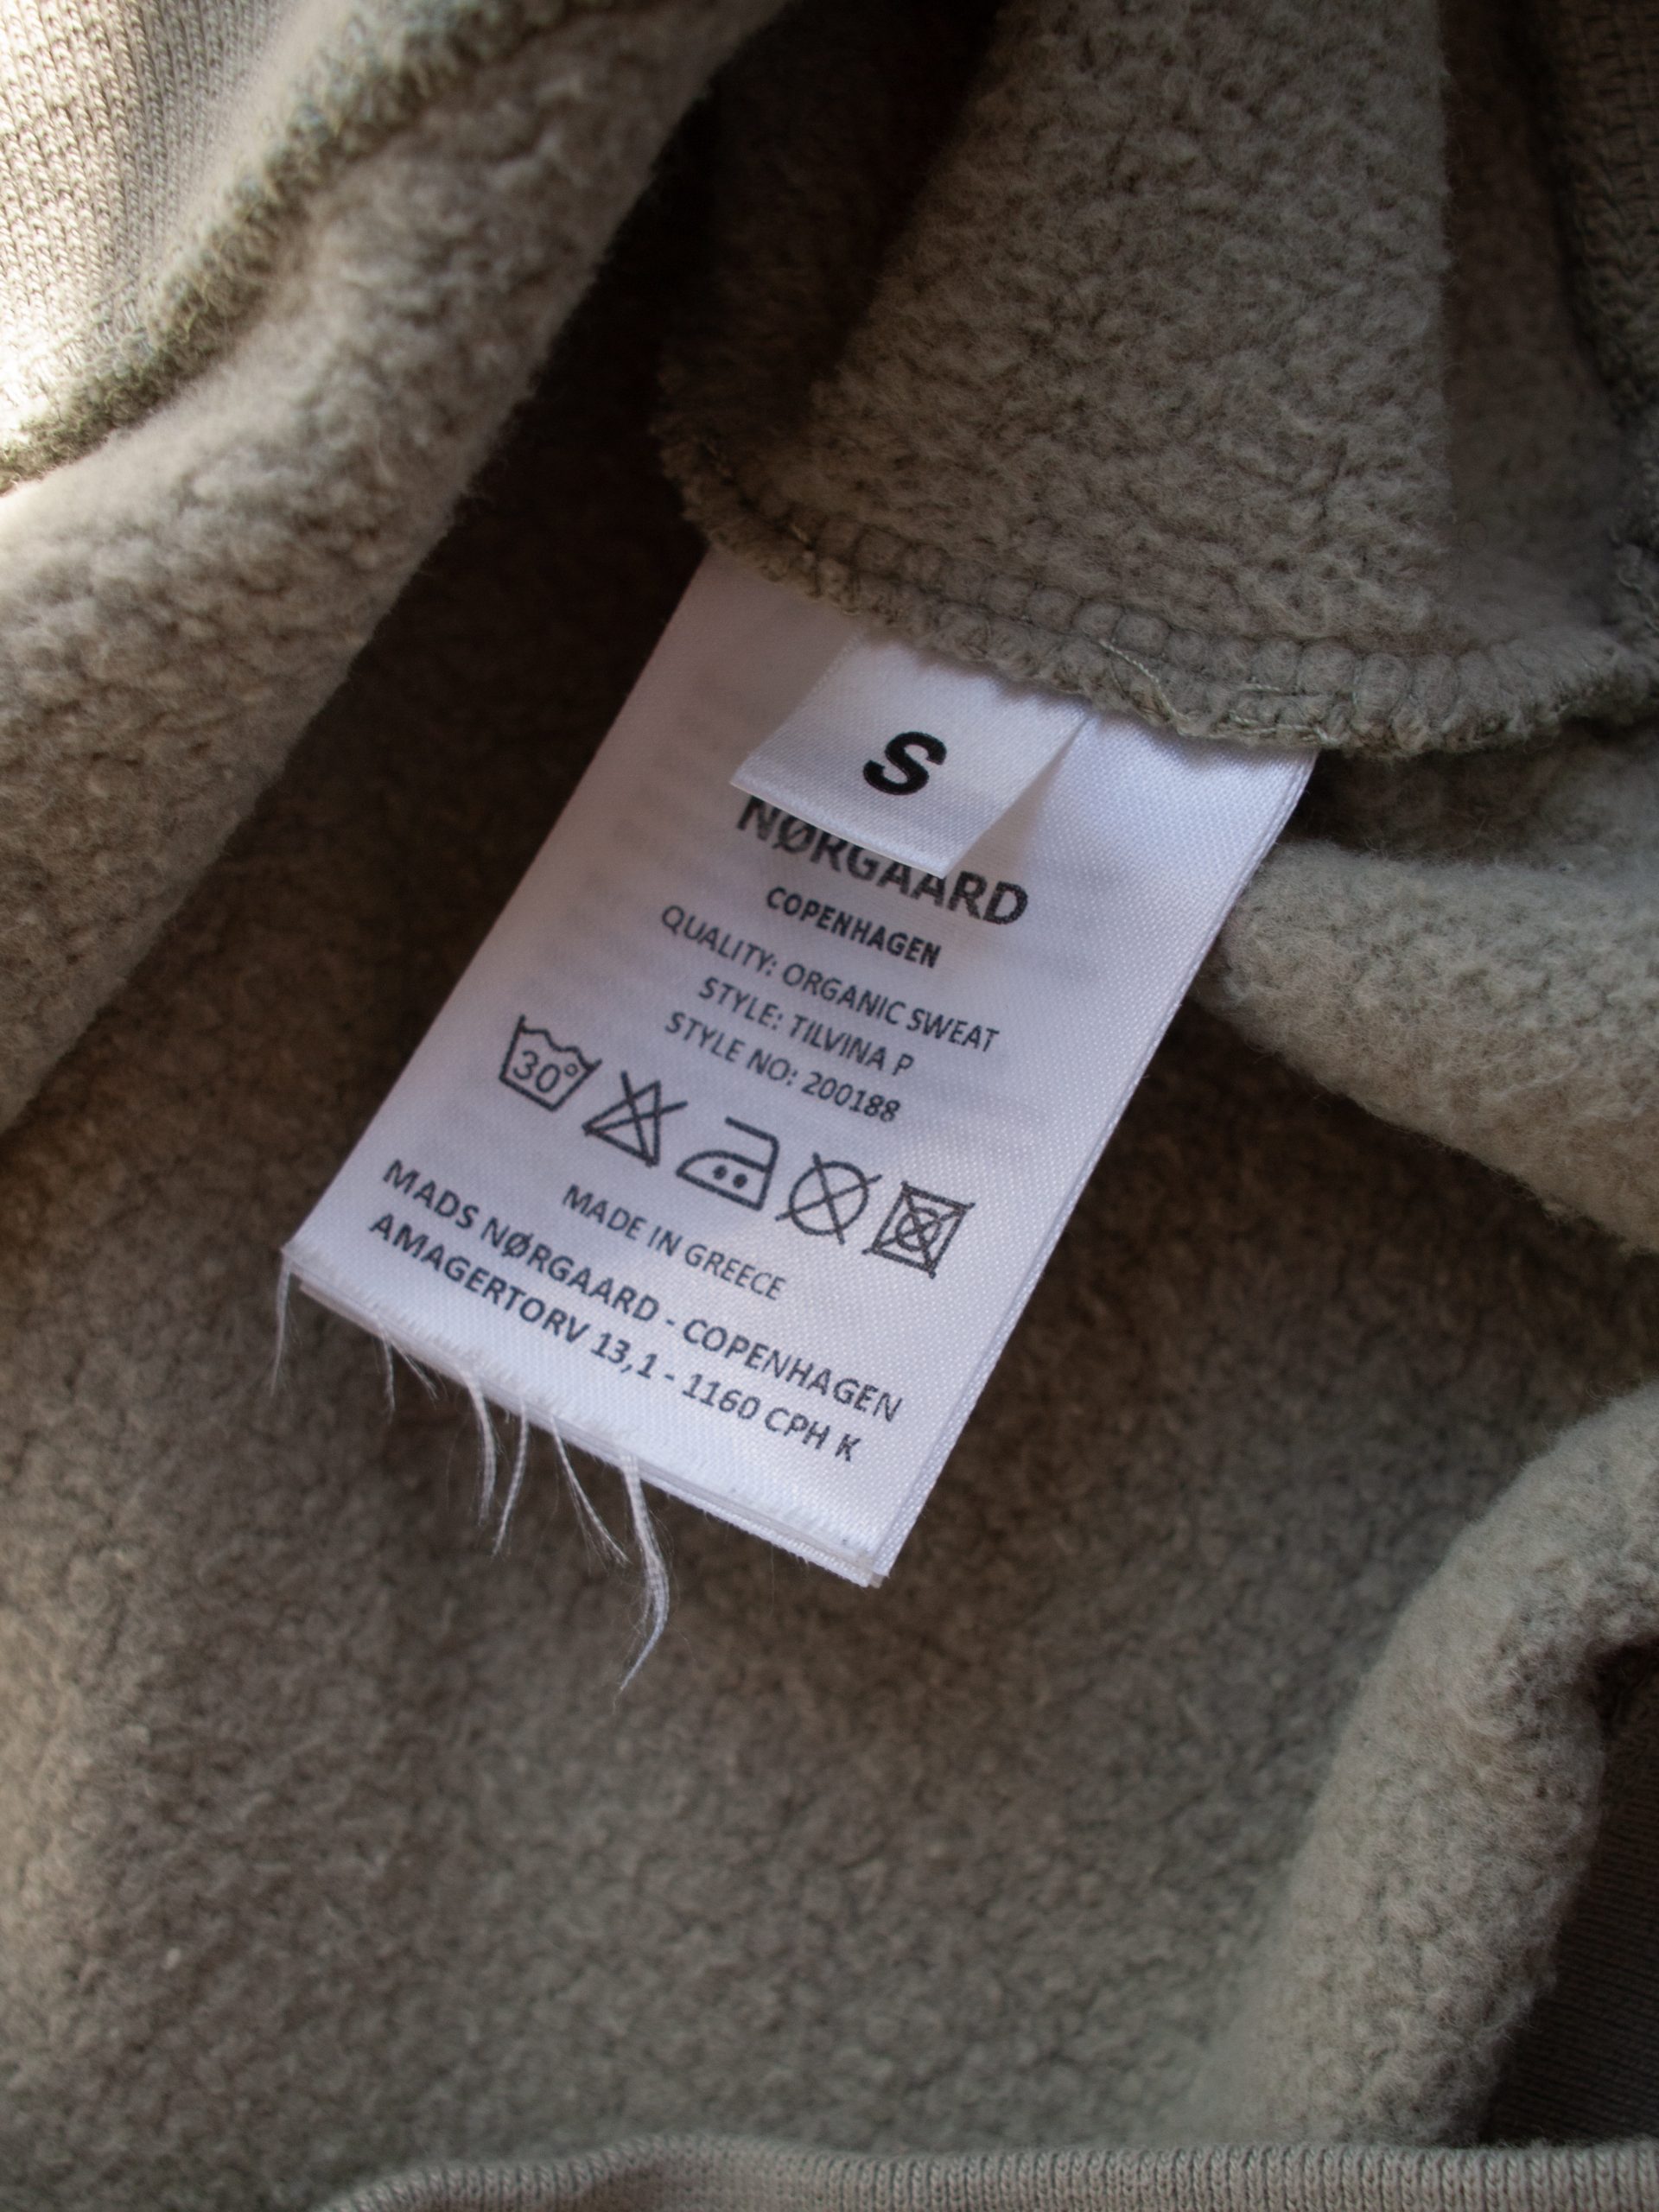 S
NØRGAARD
COPENHAGEN
QUALITY: ORGANIC SWEAT
STYLE: TILVINA P
STYLE NO: 200188
30°
MADE IN GREECE
MADS NØRGAARD - COPENHAGEN
AMAGERTORV 13,1 - 1160 CPH K